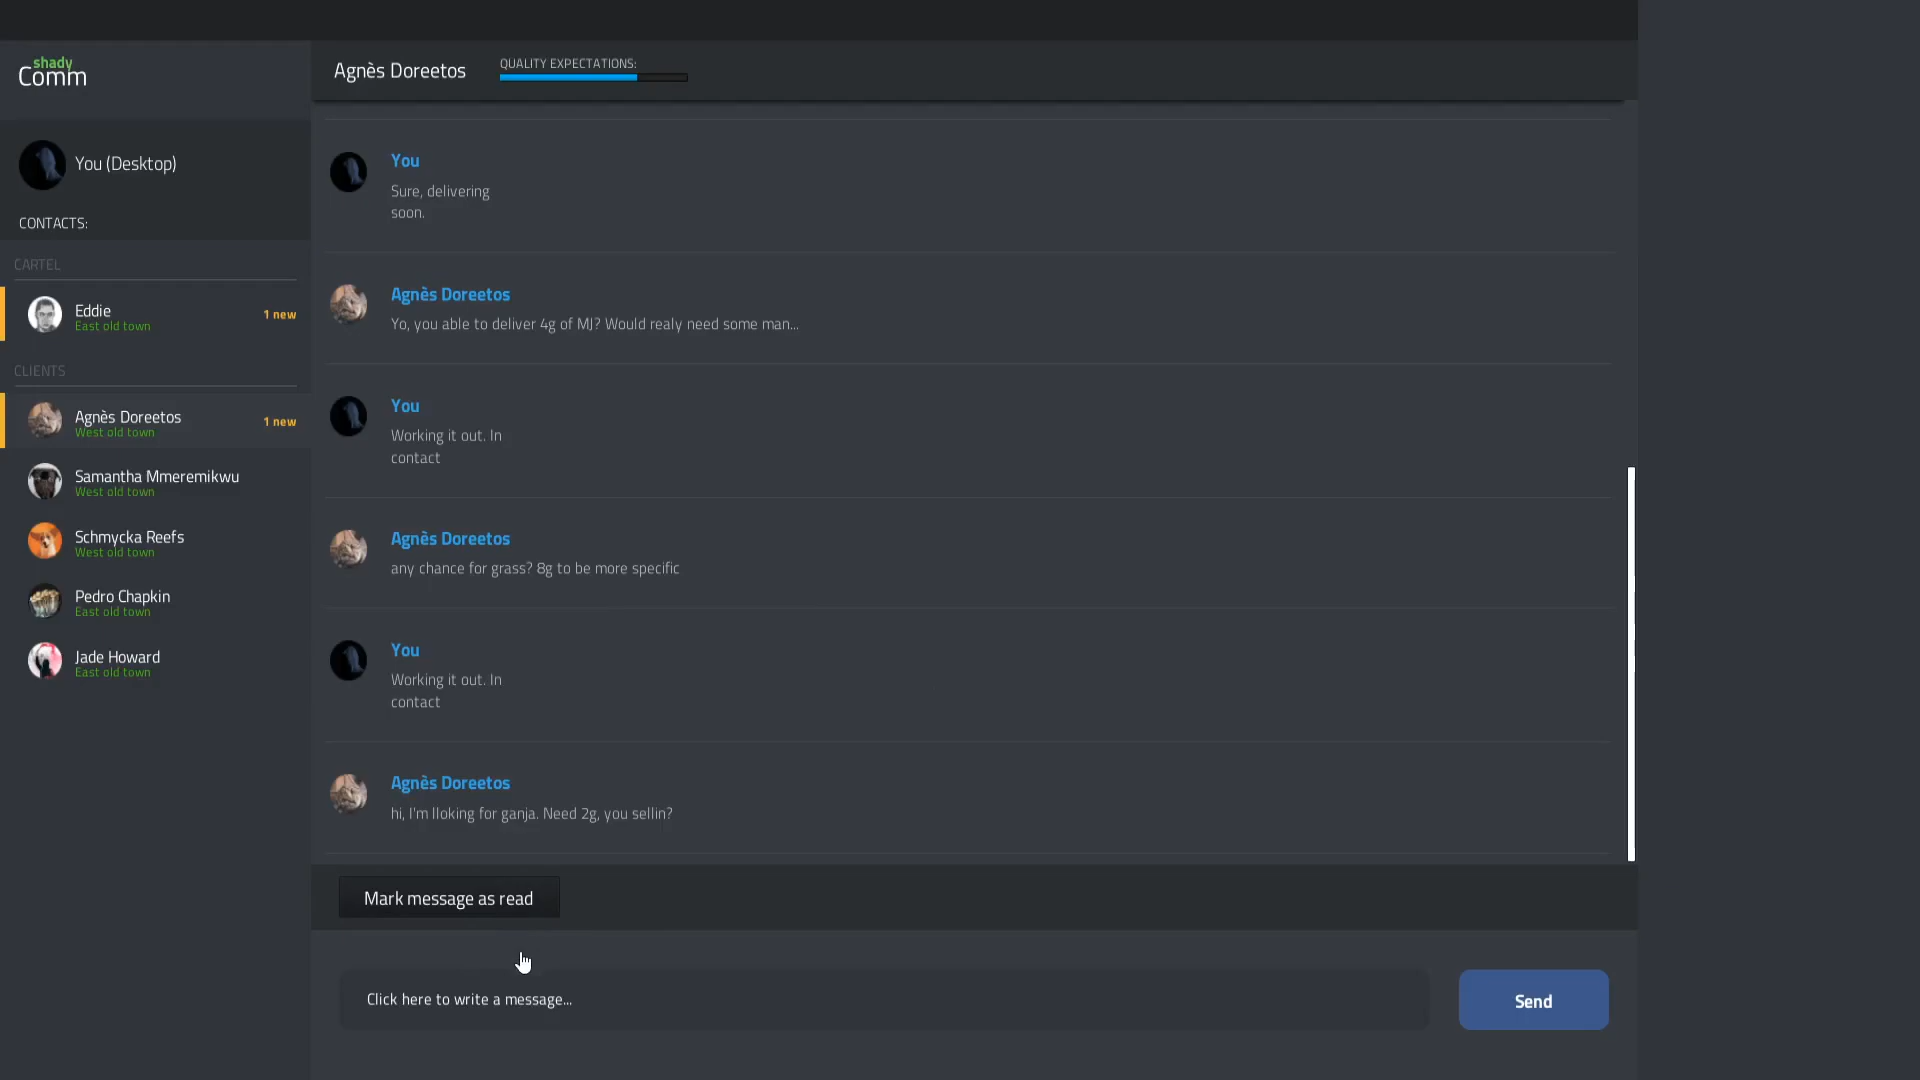 shady
Comm
Agnès Doreetos
QUALITY EXPECTATIONS:
You (Desktop)
CONTACTS:
CARTEL
Eddie
East old town
1 new
CLIENTS
Agnès Doreetos
West old town
1 new
Samantha Mmeremikwu
West old town
Schmycka Reefs
West old town
Pedro Chapkin
East old town
Jade Howard
East old town
You
Sure, delivering
soon.
Agnès Doreetos
Yo, you able to deliver 4g of MJ? Would realy need some man...
You
Working it out. In
contact
Agnès Doreetos
any chance for grass? 8g to be more specific
You
Working it out. In
contact
Agnès Doreetos
hi, I'm lloking for ganja. Need 2g, you sellin?
Mark message as read
Click here to write a message...
Send